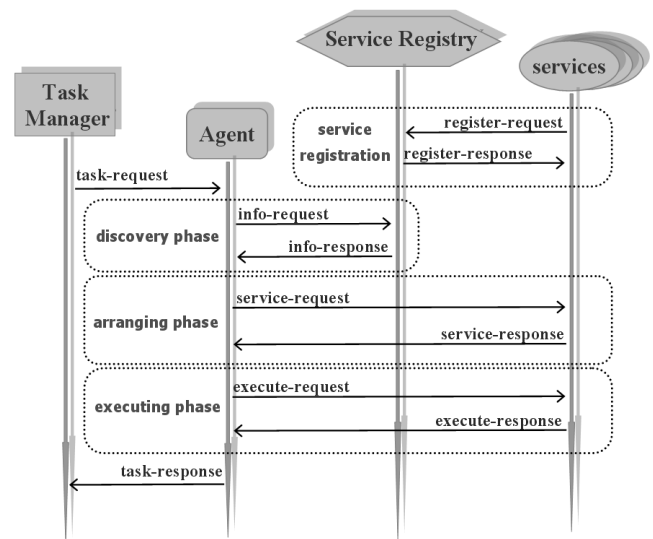 Service Registry
services
Task
Manager
Agent
service
registration
register-request
register-response
task-request
discovery phase
info-request
info-response
arranging phase
service-request
service-response
executing phase
execute-request
execute-response
task-response